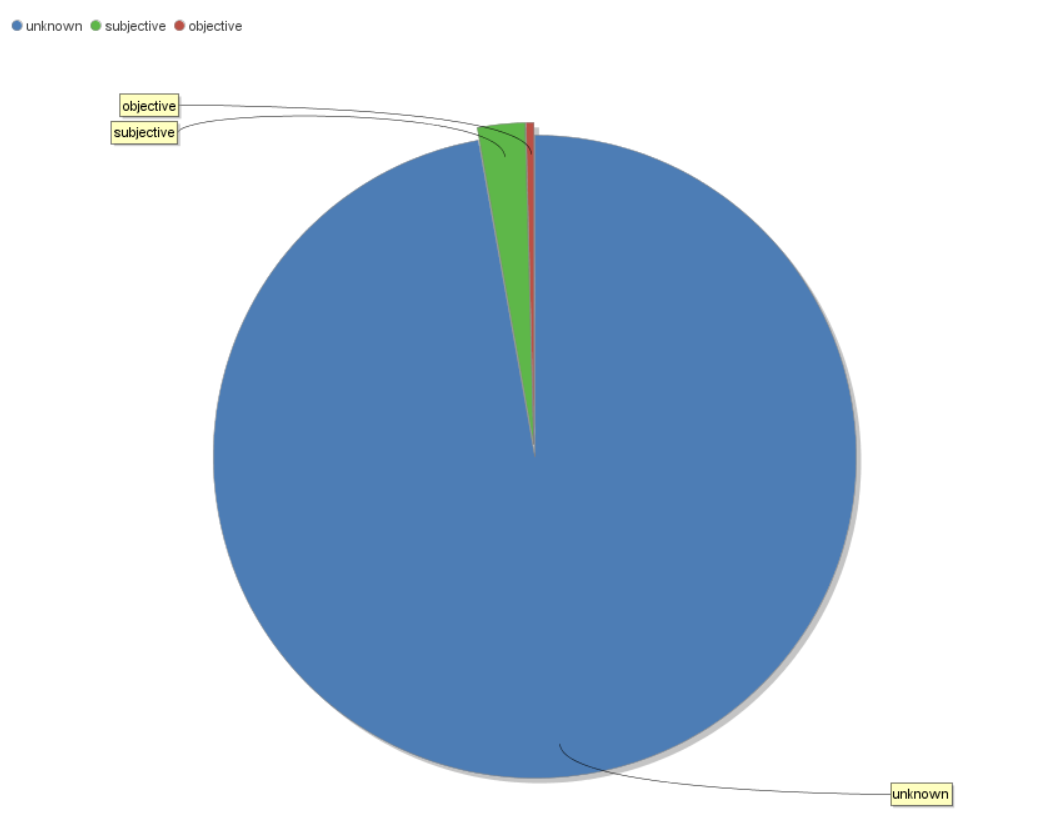 unknown subjective objective
objective
subjective
unknown